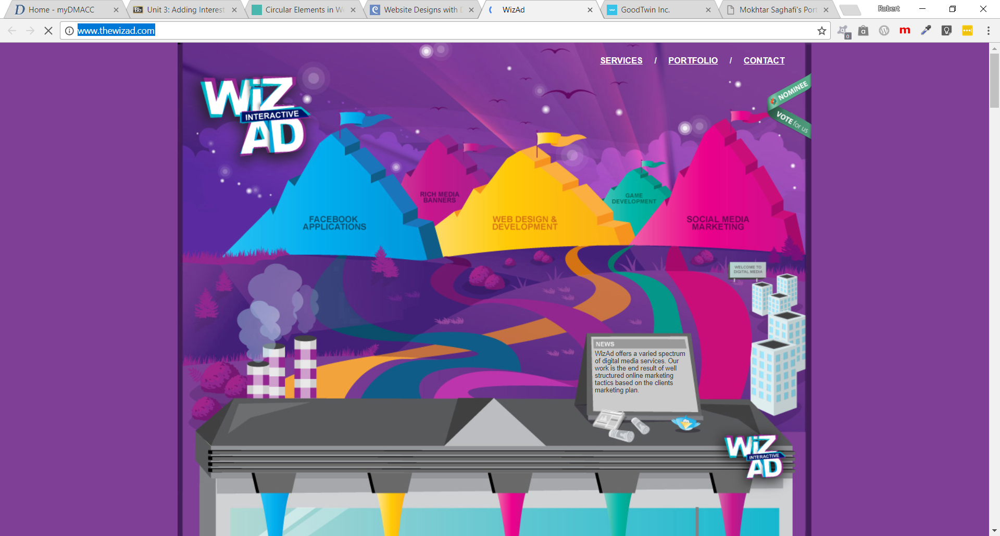 Home - myDMACC
Bb Unit 3: Adding Interest
Circular Elements in W
Website Designs with
WizAd
GoodTwin Inc.
Mokhtar Saghafi's Port
Robert
www.thewizad.com
0
SERVICES / PORTFOLIO / CONTACT
NOMINEE
VOTE for us
WiZ
INTERACTIVE
AD
RICH MEDIA
BANNERS
GAME
DEVELOPMENT
FACEBOOK
APPLICATIONS
WEB DESIGN &
DEVELOPMENT
SOCIAL MEDIA
MARKETING
WELCOME TO
DIGITAL MEDIA
NEWS
WizAd offers a varied spectrum
of digital media services. Our
work is the end result of well
structured online marketing
tactics based on the clients
marketing plan.
WiZ
INTERACTIVE
AD